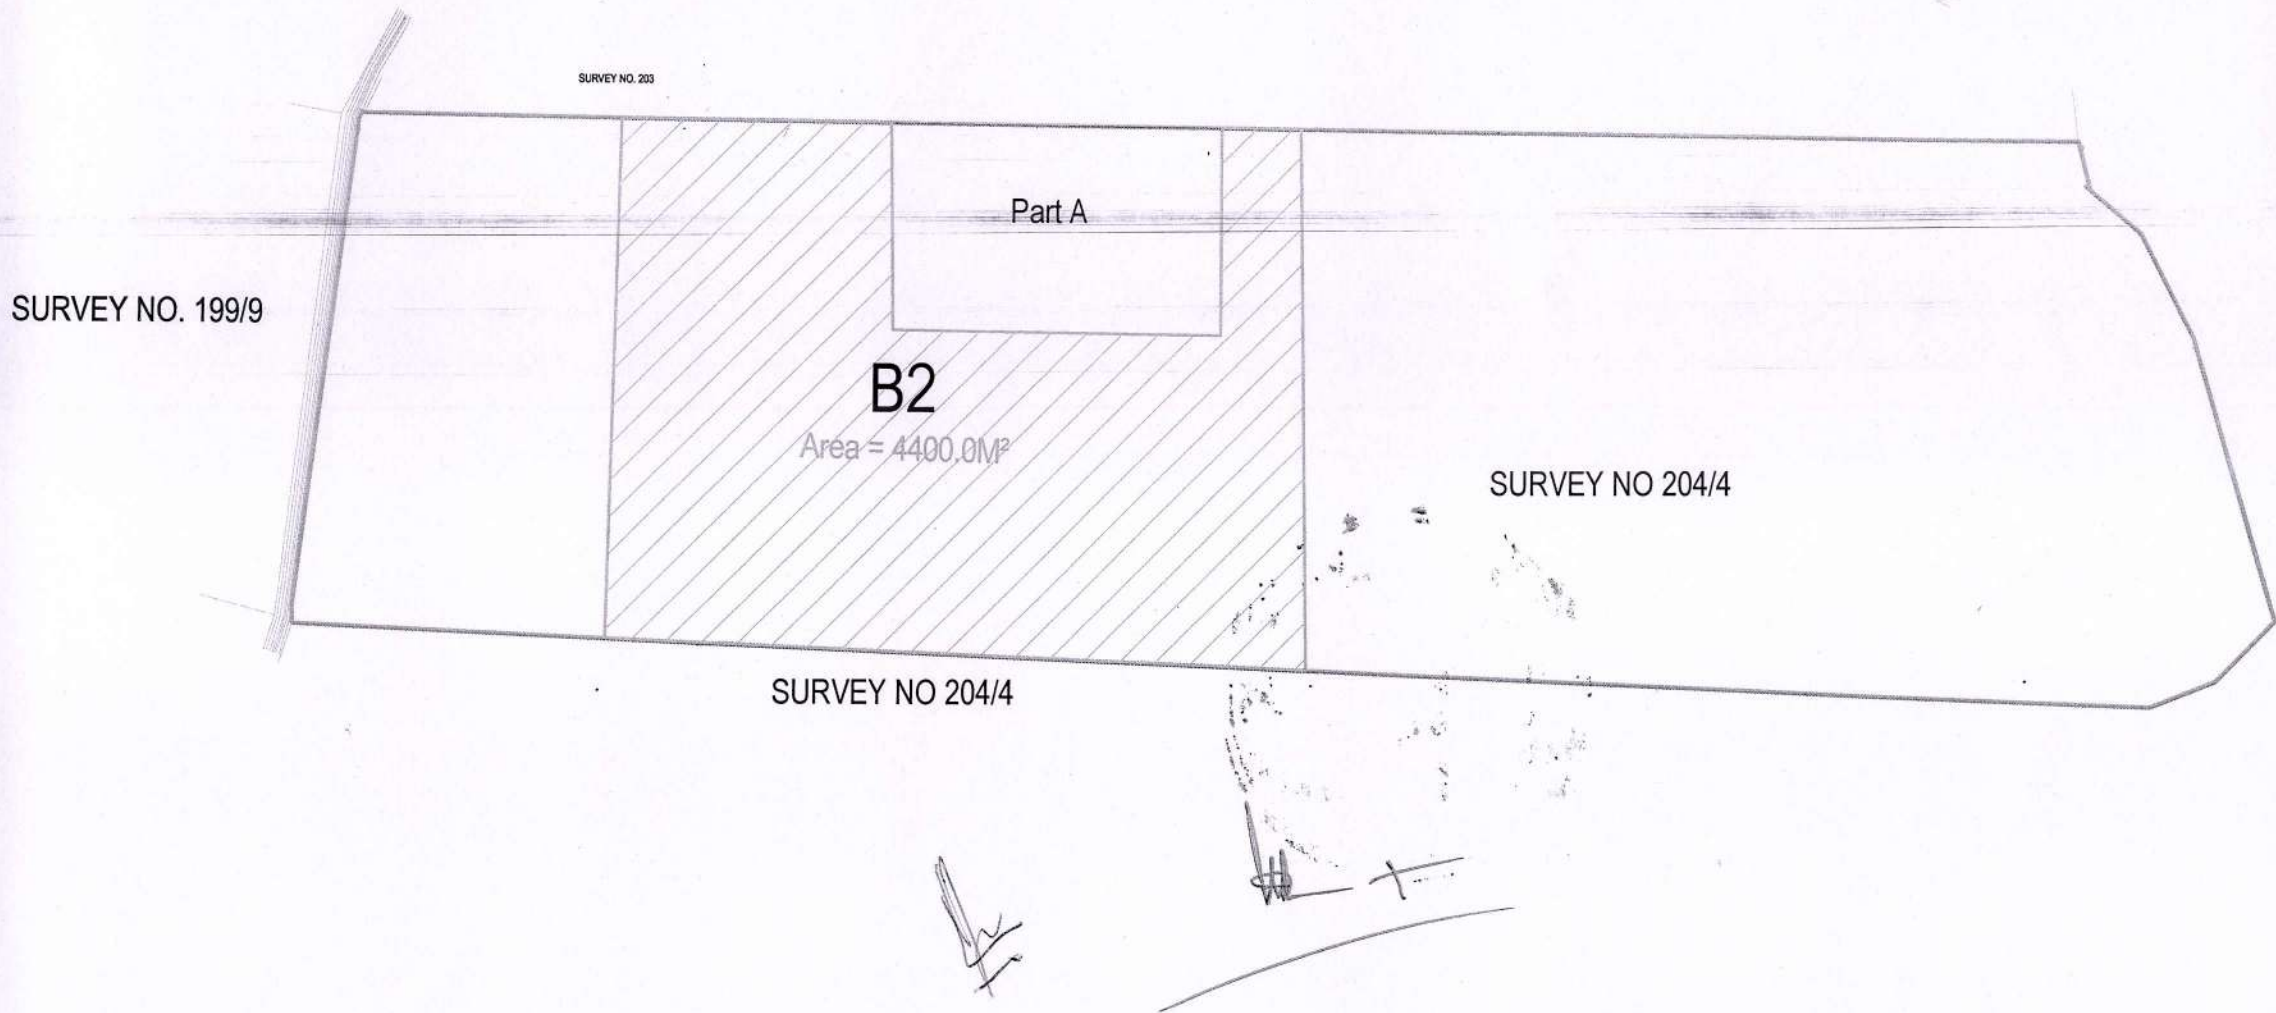 SURVEY NO. 203
Part A
SURVEY NO. 199/9
B2
Area = 4400.0M²
SURVEY NO 204/4
SURVEY NO 204/4